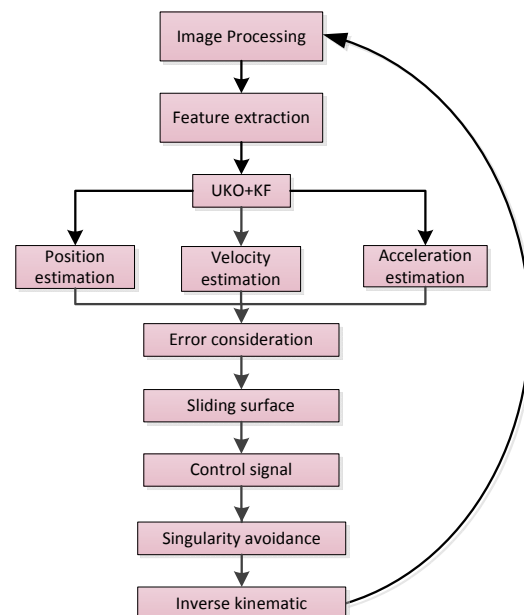 Image Processing
Feature extraction
UKO+KF
Position
estimation
Velocity
estimation
Acceleration
estimation
Error consideration
Sliding surface
Control signal
Singularity avoidance
Inverse kinematic